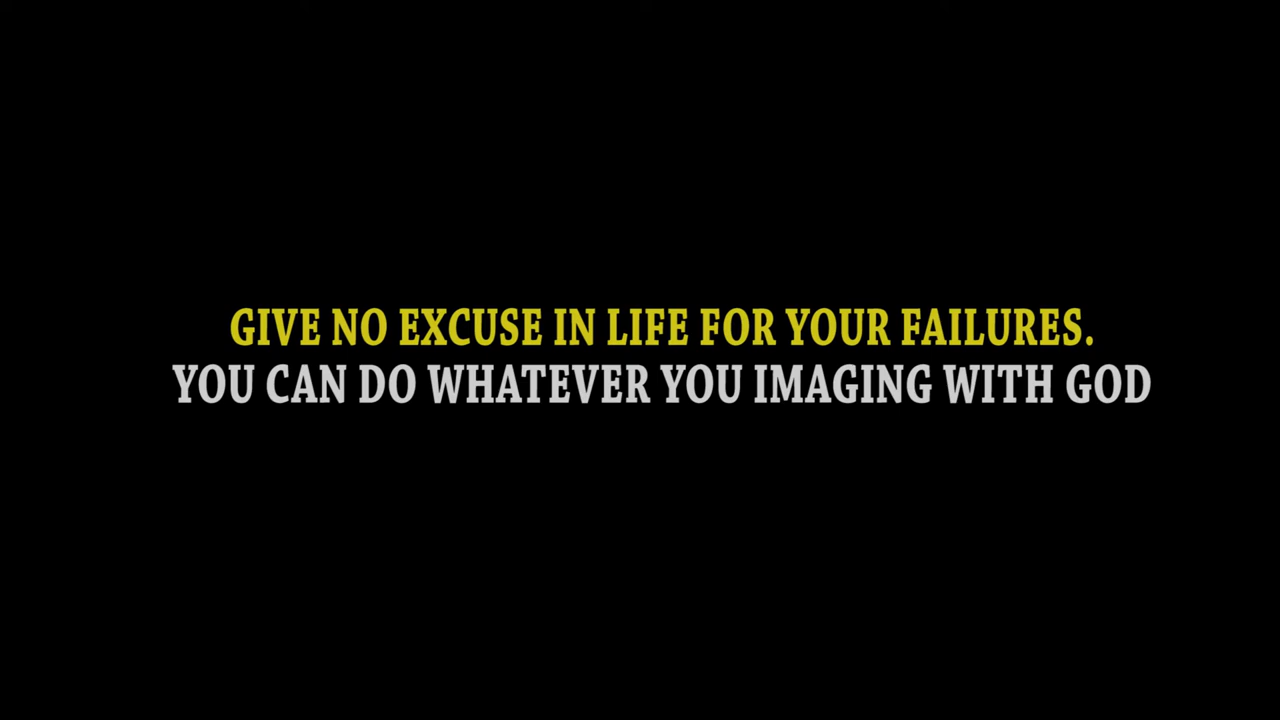 GIVE NO EXCUSE IN LIFE FOR YOUR FAILURES.
YOU CAN DO WHATEVER YOU IMAGING WITH GOD